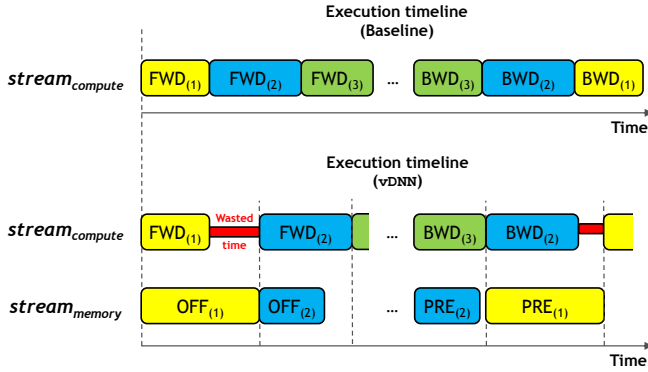 Execution timeline
(Baseline)
stream_compute FWD(1) FWD(2) FWD(3) ... BWD(3) BWD(2) BWD(1)
Time
Execution timeline
(vDNN)
stream_compute FWD(1) Wasted time FWD(2) ... BWD(3) BWD(2)
stream_memory OFF(1) OFF(2) ... PRE(2) PRE(1)
Time